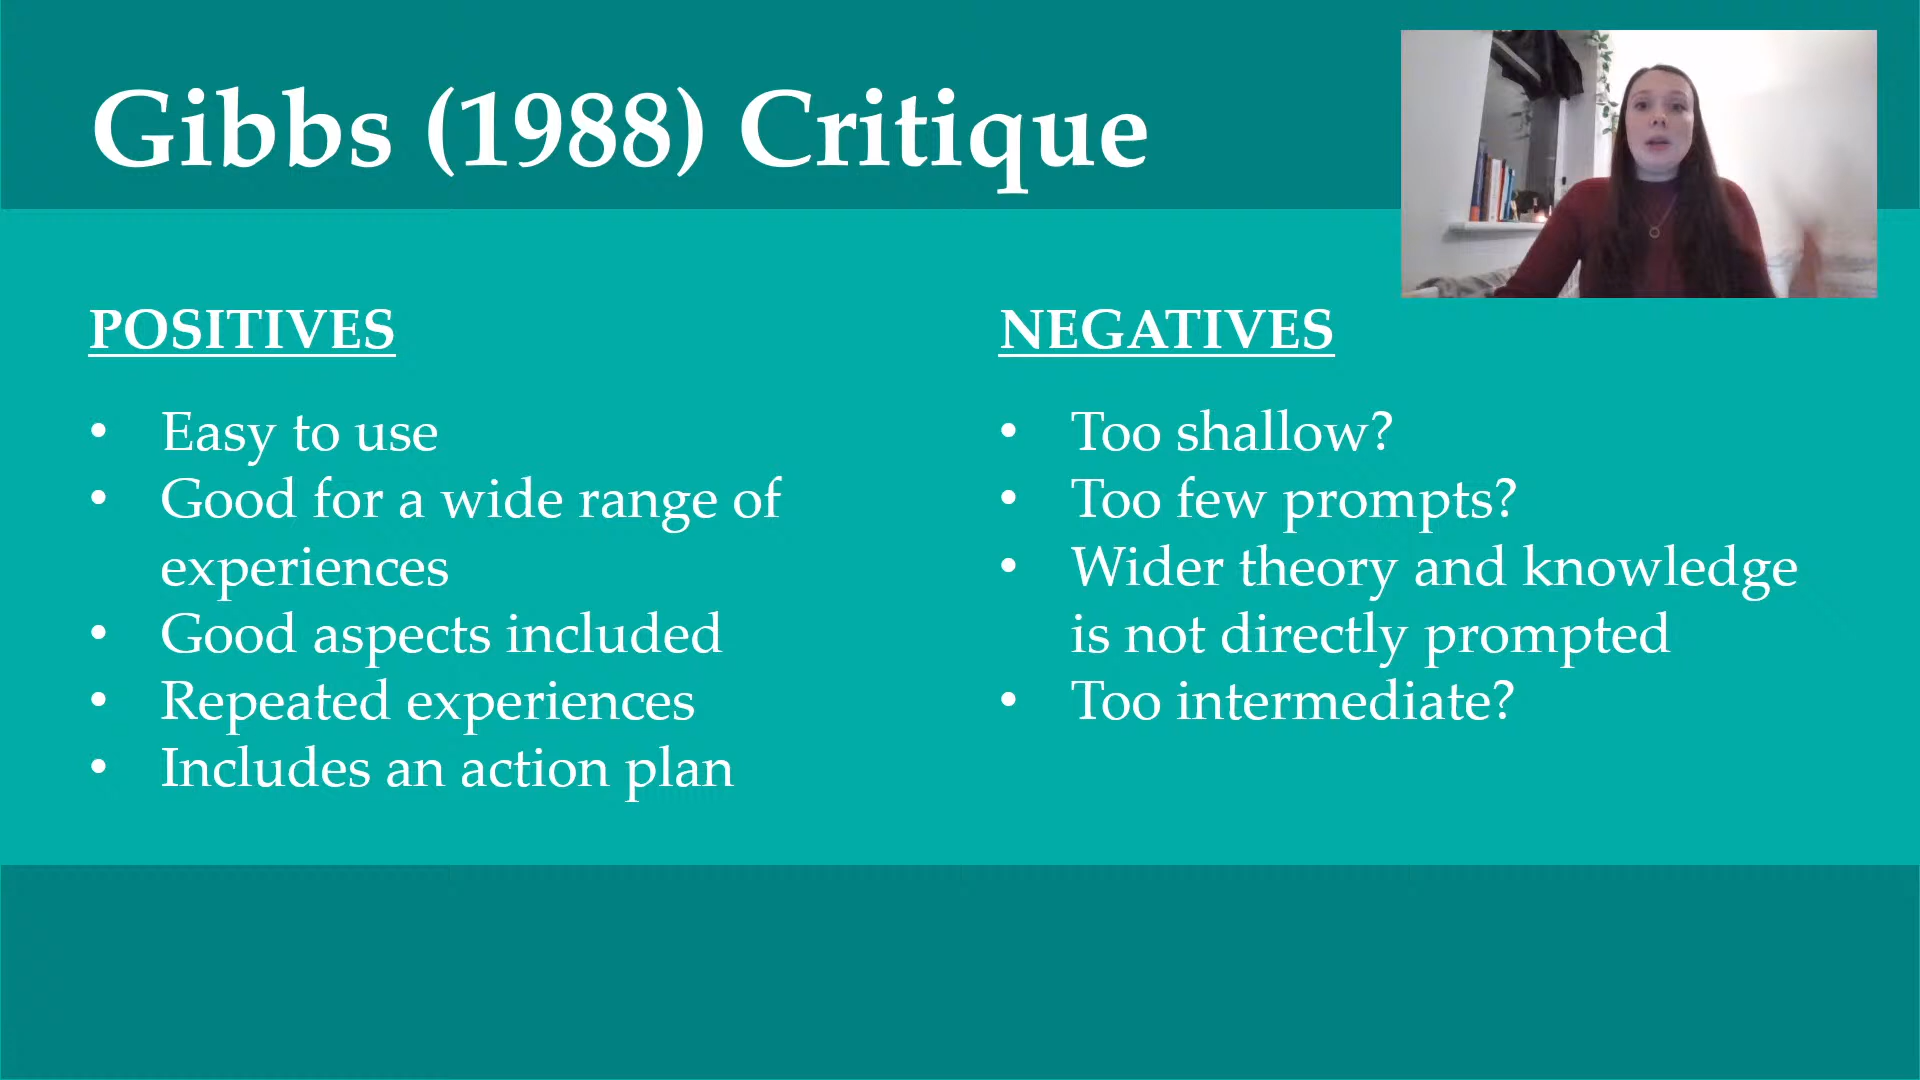 Gibbs (1988) Critique
POSITIVES
• Easy to use
• Good for a wide range of
experiences
• Good aspects included
• Repeated experiences
• Includes an action plan
NEGATIVES
• Too shallow?
• Too few prompts?
• Wider theory and knowledge
is not directly prompted
• Too intermediate?